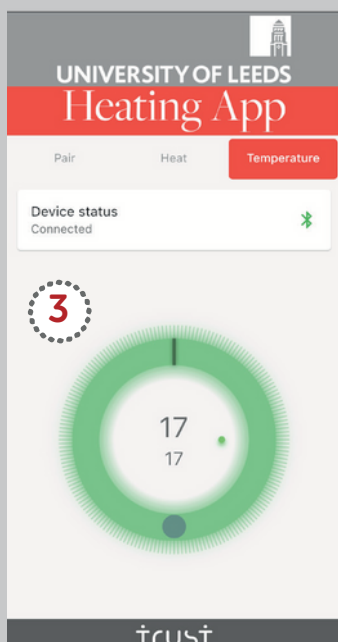 UNIVERSITY OF LEEDS
Heating App
Pair Heat Temperature
Device status
Connected
3
17
17
trust